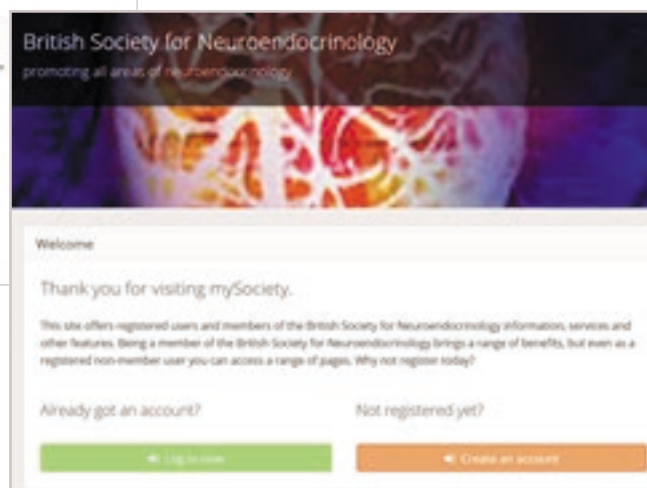 British Society for Neuroendocrinology
promoting all areas of neuroendocrinology
Welcome
Thank you for visiting mySociety.
This site offers registered users and members of the British Society for Neuroendocrinology information, services and
other features. Being a member of the British Society for Neuroendocrinology brings a range of benefits, but even as a
registered non-member user you can access a range of pages. Why not register today?
Already got an account?
Not registered yet?
Log in now
Create an account